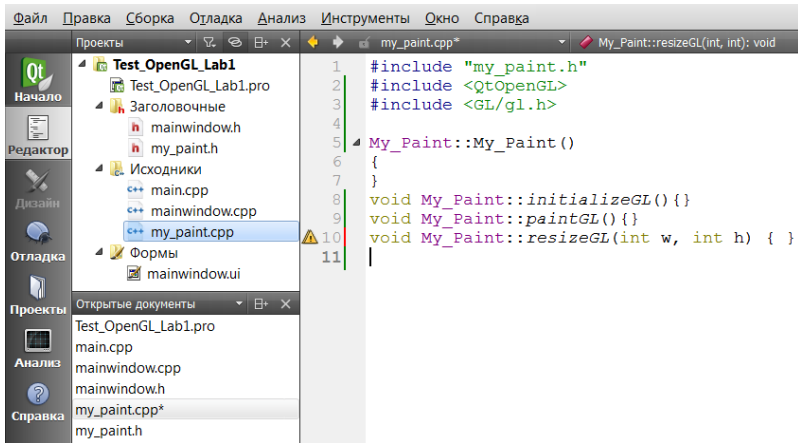 Файл Правка Сборка Отладка Анализ Инструменты Окно Справка
Проекты
my_paint.cpp*
My_Paint::resizeGL(int, int): void
Начало
Редактор
Дизайн
Отладка
Проекты
Анализ
Справка
Test_OpenGL_Lab1
Test_OpenGL_Lab1.pro
Заголовочные
mainwindow.h
my_paint.h
Исходники
main.cpp
mainwindow.cpp
my_paint.cpp
Формы
mainwindow.ui
Открытые документы
Test_OpenGL_Lab1.pro
main.cpp
mainwindow.cpp
mainwindow.h
my_paint.cpp*
my_paint.h
1 #include "my_paint.h"
2 #include <QtOpenGL>
3 #include <GL/gl.h>
4
5 My_Paint::My_Paint()
6 {
7 }
8 void My_Paint::initializeGL(){}
9 void My_Paint::paintGL(){}
10 void My_Paint::resizeGL(int w, int h) { }
11